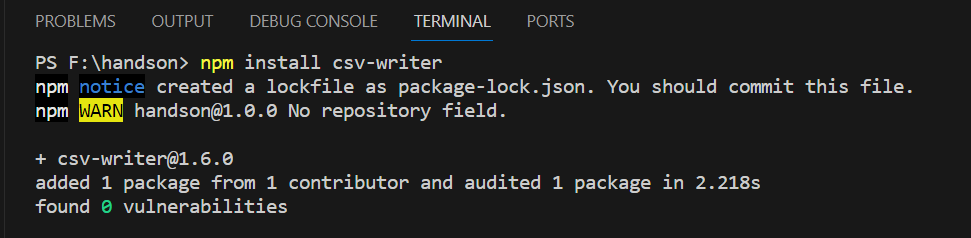 PROBLEMS OUTPUT DEBUG CONSOLE TERMINAL PORTS
PS F:\handson> npm install csv-writer
npm notice created a lockfile as package-lock.json. You should commit this file.
npm WARN handson@1.0.0 No repository field.
+ csv-writer@1.6.0
added 1 package from 1 contributor and audited 1 package in 2.218s
found 0 vulnerabilities